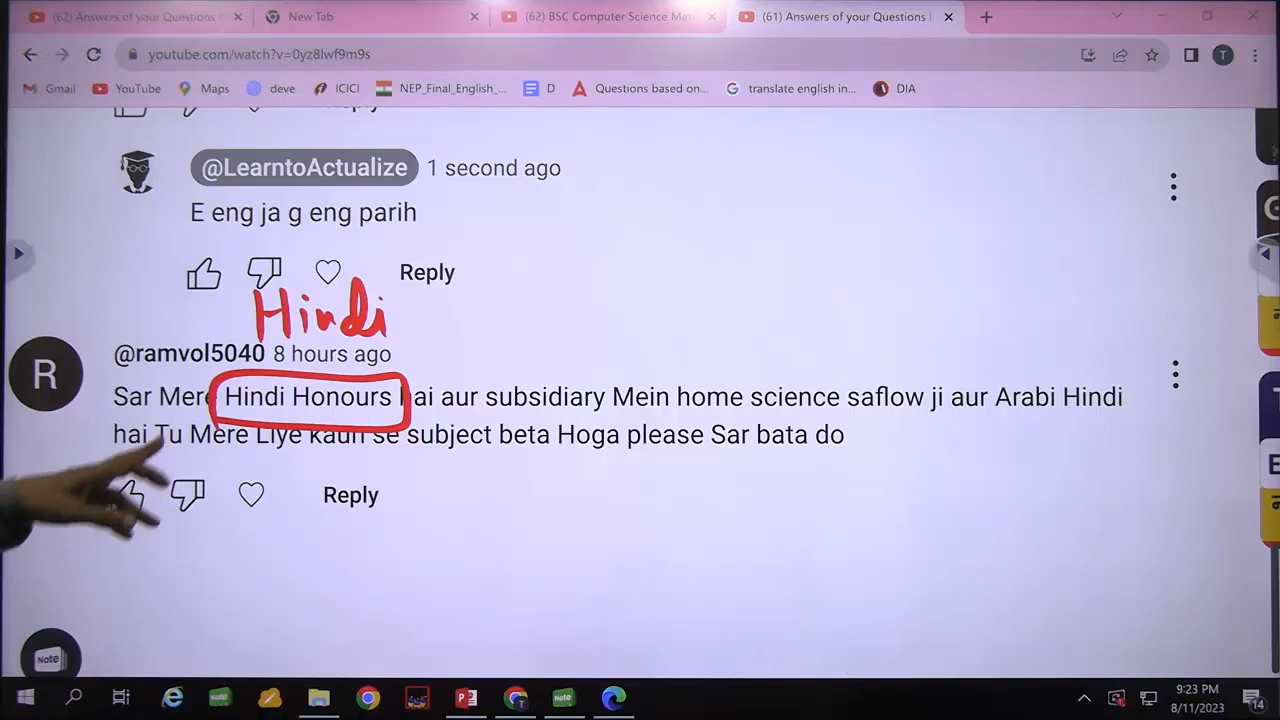 (62) Answers of your Questions
New Tab
(62) BSC Computer Science Ma
(61) Answers of your Questions
youtube.com/watch?v=0yz8lwf9m9s
T
Gmail
YouTube
Maps
deve
ICICI
NEP_Final_English_...
D
Questions based on...
translate english in...
DIA
@LearntoActualize 1 second ago
E eng ja g eng parih
Reply
Hindi
R
@ramvol5040 8 hours ago
Sar Mere Hindi Honours hai aur subsidiary Mein home science saflow ji aur Arabi Hindi
hai Tu Mere Liye kaun se subject beta Hoga please Sar bata do
Reply
Note
Note
Note
9:23 PM
8/11/2023
14